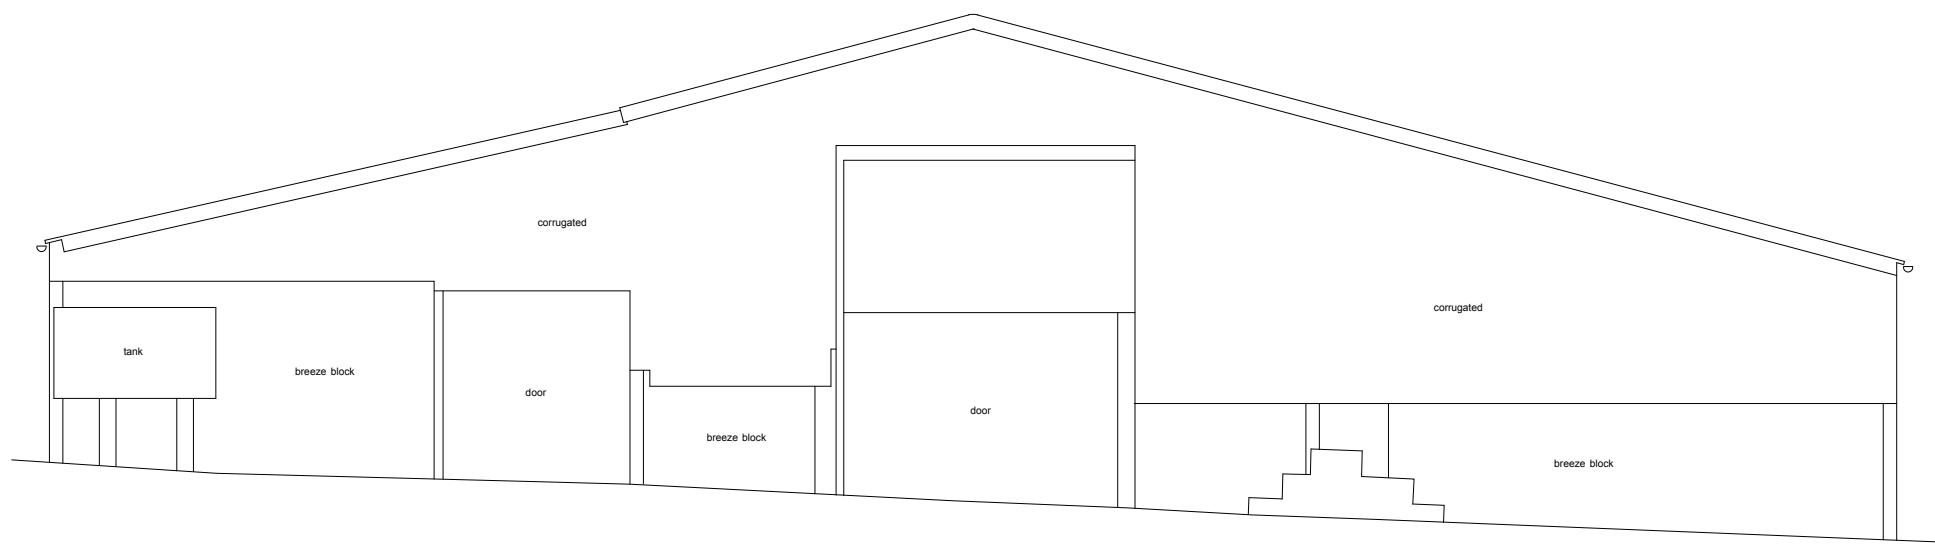 corrugated
corrugated
tank
breeze block
door
door
breeze block
breeze block